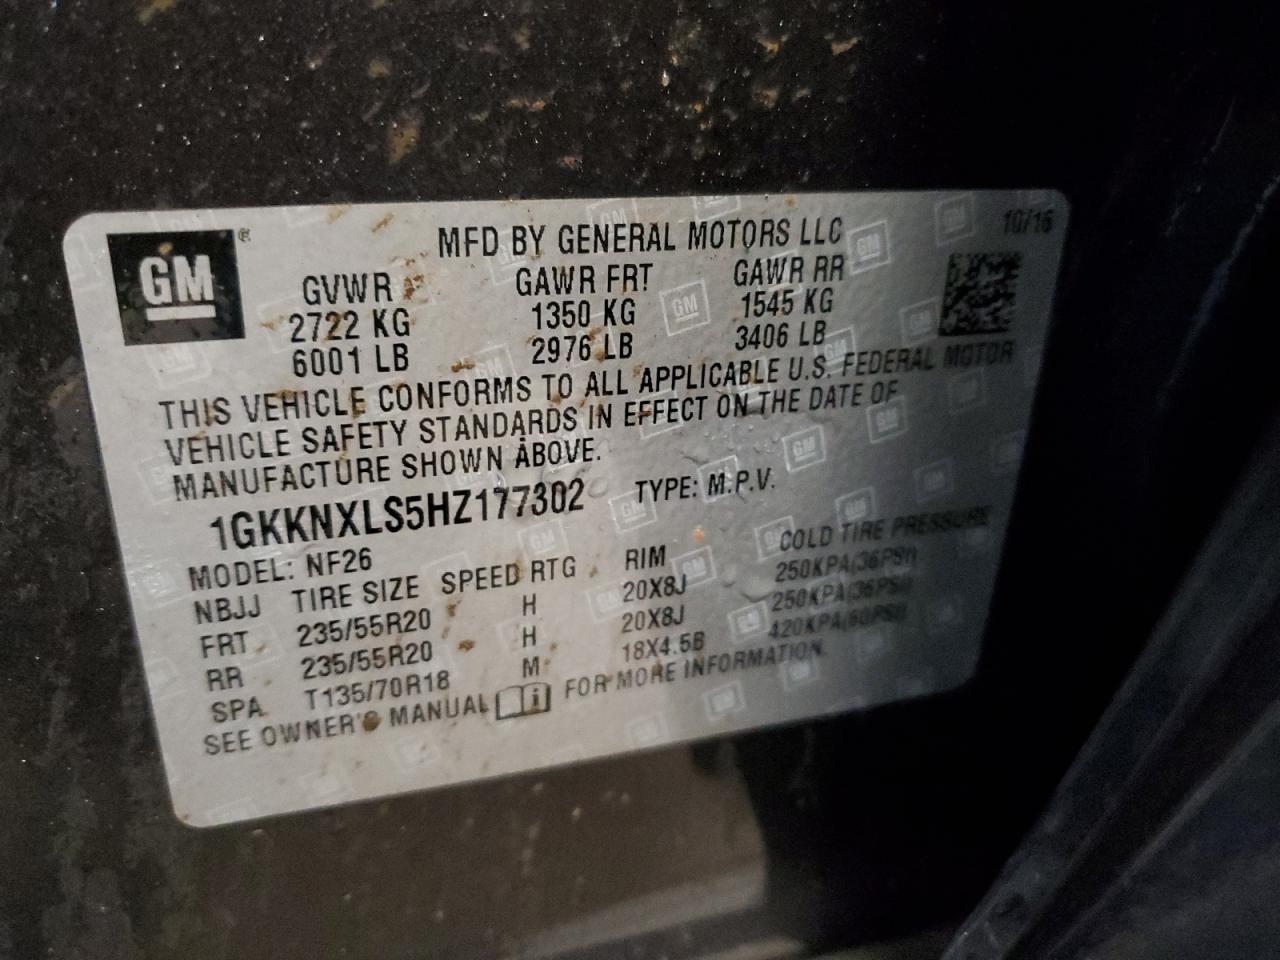 MFD BY GENERAL MOTORS LLC 10/16
GM ®
GVWR GAWR FRT GAWR RR
2722 KG 1350 KG 1545 KG
6001 LB 2976 LB 3406 LB
THIS VEHICLE CONFORMS TO ALL APPLICABLE U.S. FEDERAL MOTOR
VEHICLE SAFETY STANDARDS IN EFFECT ON THE DATE OF
MANUFACTURE SHOWN ABOVE.
1GKKNXLS5HZ177302 TYPE: M.P.V.
MODEL: NF26
NBJJ TIRE SIZE SPEED RTG RIM COLD TIRE PRESSURE
FRT 235/55R20 H 20X8J 250KPA(36PSI)
RR 235/55R20 H 20X8J 250KPA(36PSI)
SPA T135/70R18 M 18X4.5B 420KPA(60PSI)
SEE OWNER'S MANUAL i FOR MORE INFORMATION.